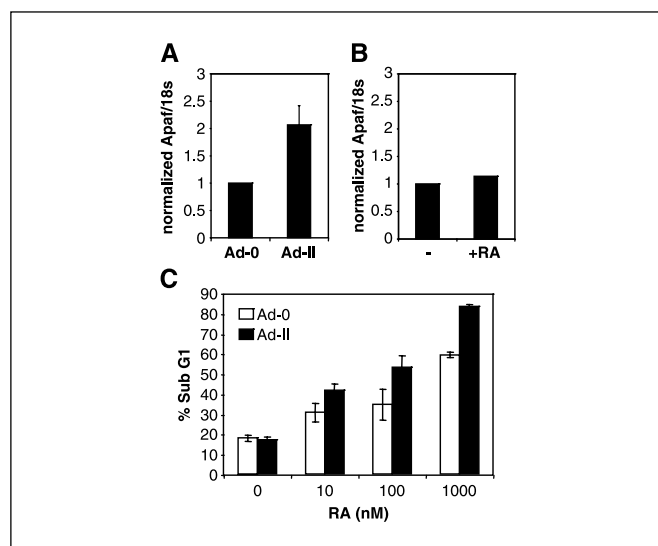 A
normalized Apaf/18s
3
2.5
2
1.5
1
0.5
0
Ad-0 Ad-II
B
normalized Apaf/18s
3
2.5
2
1.5
1
0.5
0
- +RA
C
% Sub G1
90
80
70
60
50
40
30
20
10
0
Ad-0
Ad-II
0 10 100 1000
RA (nM)